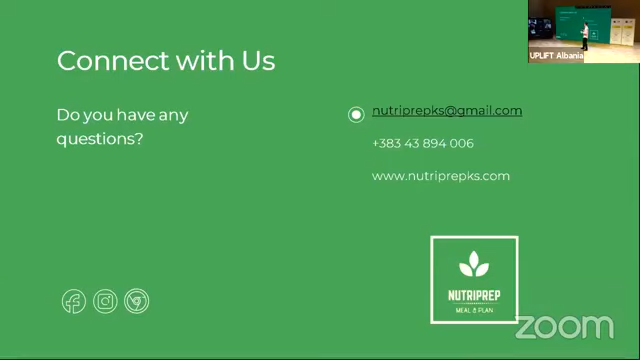 UPLIFT Albania
Connect with Us
Do you have any
questions?
nutriprepks@gmail.com
+383 43 894 006
www.nutriprepks.com
NUTRIPREP
MEAL & PLAN
zoom